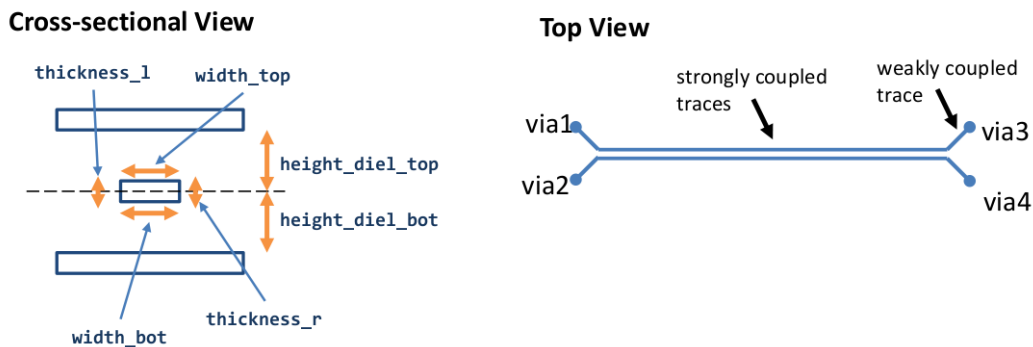 Cross-sectional View
thickness_l
width_top
height_diel_top
height_diel_bot
thickness_r
width_bot
Top View
strongly coupled
traces
weakly coupled
trace
via1
via3
via2
via4